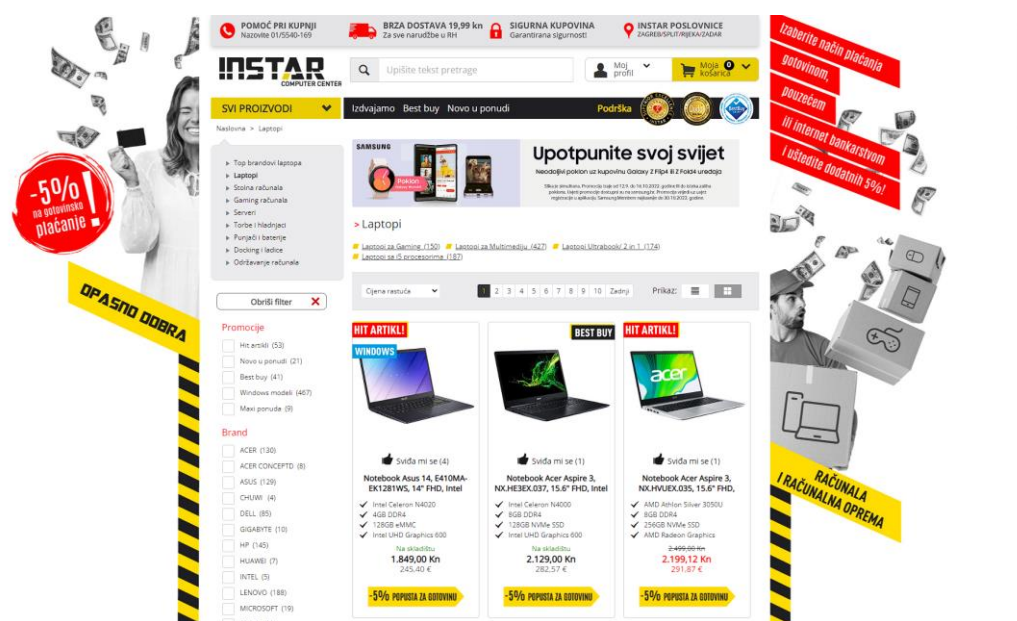 POMOĆ PRI KUPNJI
Nazovite 01/5540-169
BRZA DOSTAVA 19,99 kn
Za sve narudžbe u RH
SIGURNA KUPOVINA
Garantirana sigurnost!
INSTAR POSLOVNICE
ZAGREB/SPLIT/RIJEKA/ZADAR
INSTAR
COMPUTER CENTER
Upišite tekst pretrage
Moj profil
Moja 0 košarica
SVI PROIZVODI
Izdvajamo Best buy Novo u ponudi
Podrška
Naslovna > Laptopi
Top brandovi laptopa
Laptopi
Stolna računala
Gaming računala
Serveri
Torbe i hladnjaci
Punjači i baterije
Docking i ladice
Održavanje računala
SAMSUNG
Poklon
Upotpunite svoj svijet
Neodoljiv poklon uz kupovinu Galaxy Z Flip4 ili Z Fold4 uređaja
> Laptopi
Laptopi za Gaming (150) Laptopi za Multimediju (427) Laptopi Ultrabook/ 2 in 1 (174)
Laptopi sa i5 procesorima (187)
Cijena rastuća
1 2 3 4 5 6 7 8 9 10 Zadnji
Prikaz:
Obriši filter X
Promocije
Hit artikli (53)
Novo u ponudi (21)
Best buy (41)
Windows modeli (467)
Maxi ponuda (9)
Brand
ACER (130)
ACER CONCEPTD (8)
ASUS (129)
CHUWI (4)
DELL (85)
GIGABYTE (10)
HP (145)
HUAWEI (7)
INTEL (5)
LENOVO (188)
MICROSOFT (19)
HIT ARTIKL!
WINDOWS
Sviđa mi se (4)
Notebook Asus 14, E410MA-
EK1281WS, 14" FHD, Intel
Intel Celeron N4020
4GB DDR4
128GB eMMC
Intel UHD Graphics 600
Na skladištu
1.849,00 Kn
245,40 €
-5% POPUSTA ZA GOTOVINU
BEST BUY
Sviđa mi se (1)
Notebook Acer Aspire 3,
NX.HE3EX.037, 15.6" FHD, Intel
Intel Celeron N4000
8GB DDR4
128GB NVMe SSD
Intel UHD Graphics 600
Na skladištu
2.129,00 Kn
282,57 €
-5% POPUSTA ZA GOTOVINU
HIT ARTIKL!
acer
Sviđa mi se (1)
Notebook Acer Aspire 3,
NX.HVUEX.035, 15.6" FHD,
AMD Athlon Silver 3050U
8GB DDR4
256GB NVMe SSD
AMD Radeon Graphics
2.499,00 Kn
2.199,12 Kn
291,87 €
-5% POPUSTA ZA GOTOVINU
-5%
na gotovinsko
plaćanje!
OPASNO DOBRA
Izaberite način plaćanja
gotovinom,
pouzećem
ili internet bankarstvom
i uštedite dodatnih 5%!
RAČUNALA
I RAČUNALNA OPREMA